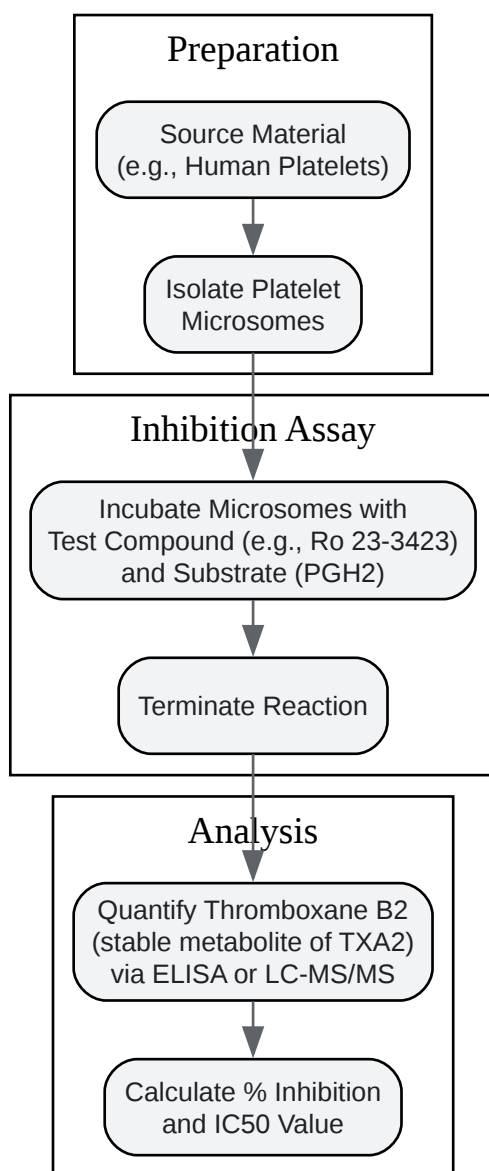 Preparation
Source Material
(e.g., Human Platelets)
Isolate Platelet
Microsomes
Inhibition Assay
Incubate Microsomes with
Test Compound (e.g., Ro 23-3423)
and Substrate (PGH2)
Terminate Reaction
Analysis
Quantify Thromboxane B2
(stable metabolite of TXA2)
via ELISA or LC-MS/MS
Calculate % Inhibition
and IC50 Value